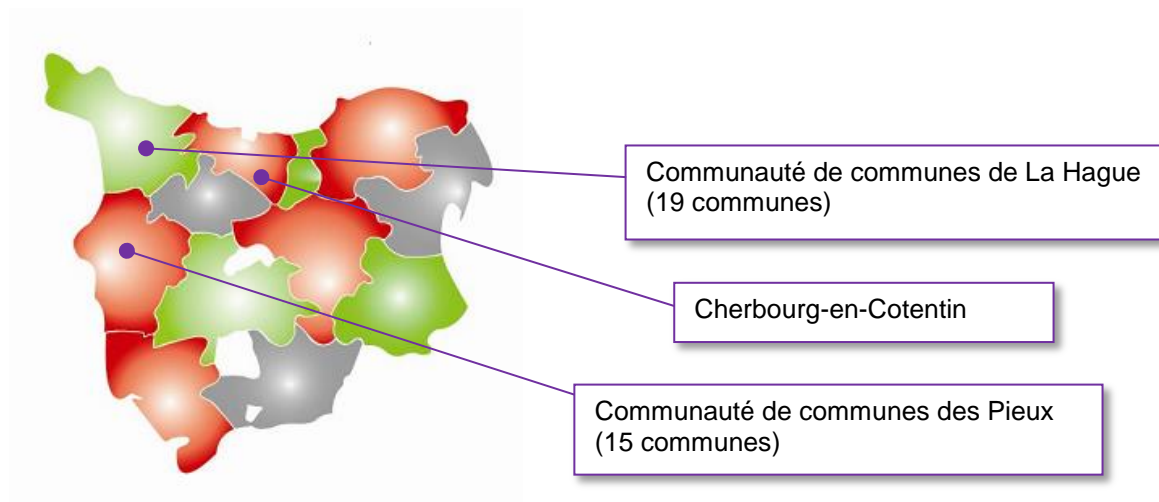 Communauté de communes de La Hague
(19 communes)
Cherbourg-en-Cotentin
Communauté de communes des Pieux
(15 communes)